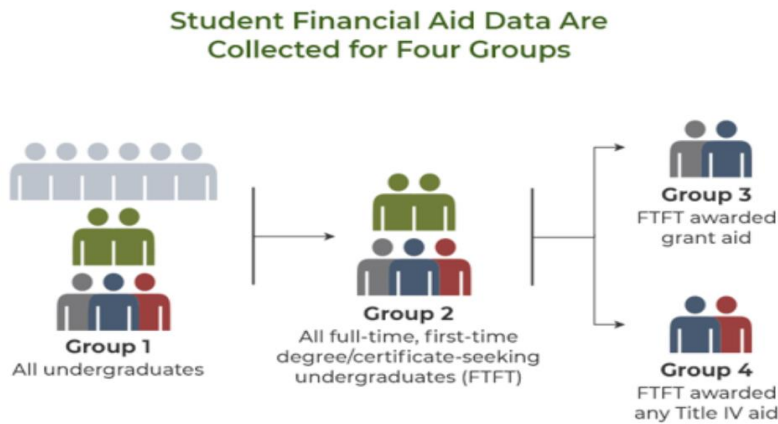 Student Financial Aid Data Are
Collected for Four Groups
Group 1
All undergraduates
Group 2
All full-time, first-time
degree/certificate-seeking
undergraduates (FTFT)
Group 3
FTFT awarded
grant aid
Group 4
FTFT awarded
any Title IV aid